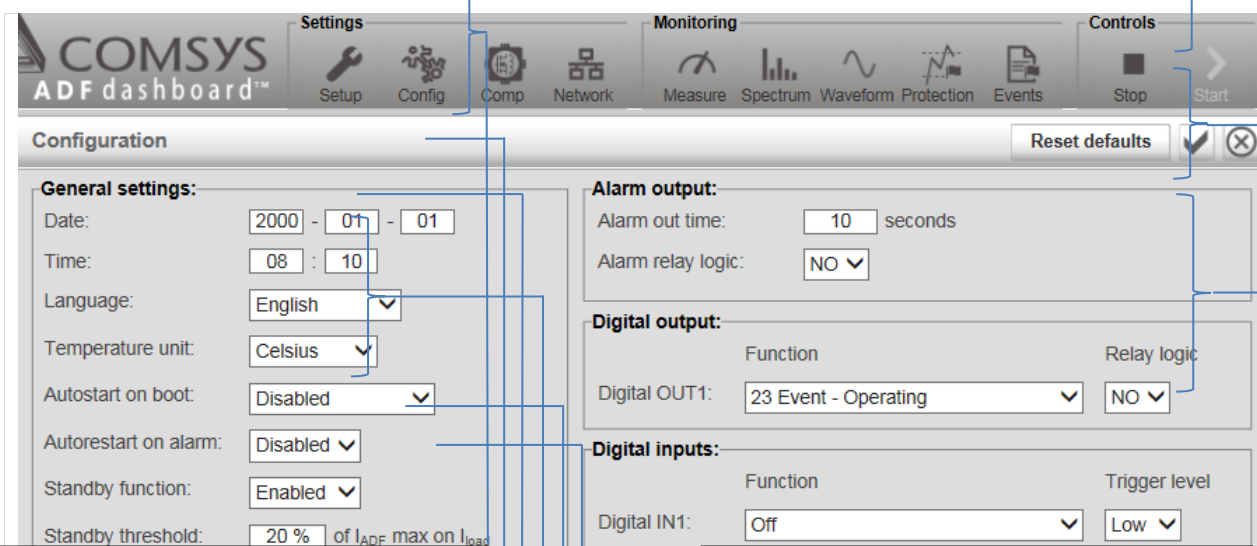 Settings
Monitoring
Controls
COMSYS
ADF dashboard™
Setup Config Comp Network Measure Spectrum Waveform Protection Events Stop Start
Configuration
Reset defaults
General settings:
Date: 2000 - 01 - 01
Time: 08 : 10
Language: English
Temperature unit: Celsius
Autostart on boot: Disabled
Autorestart on alarm: Disabled
Standby function: Enabled
Standby threshold: 20 % of IADF max on Iload
Alarm output:
Alarm out time: 10 seconds
Alarm relay logic: NO
Digital output:
Function Relay logic
Digital OUT1: 23 Event - Operating NO
Digital inputs:
Function Trigger level
Digital IN1: Off Low